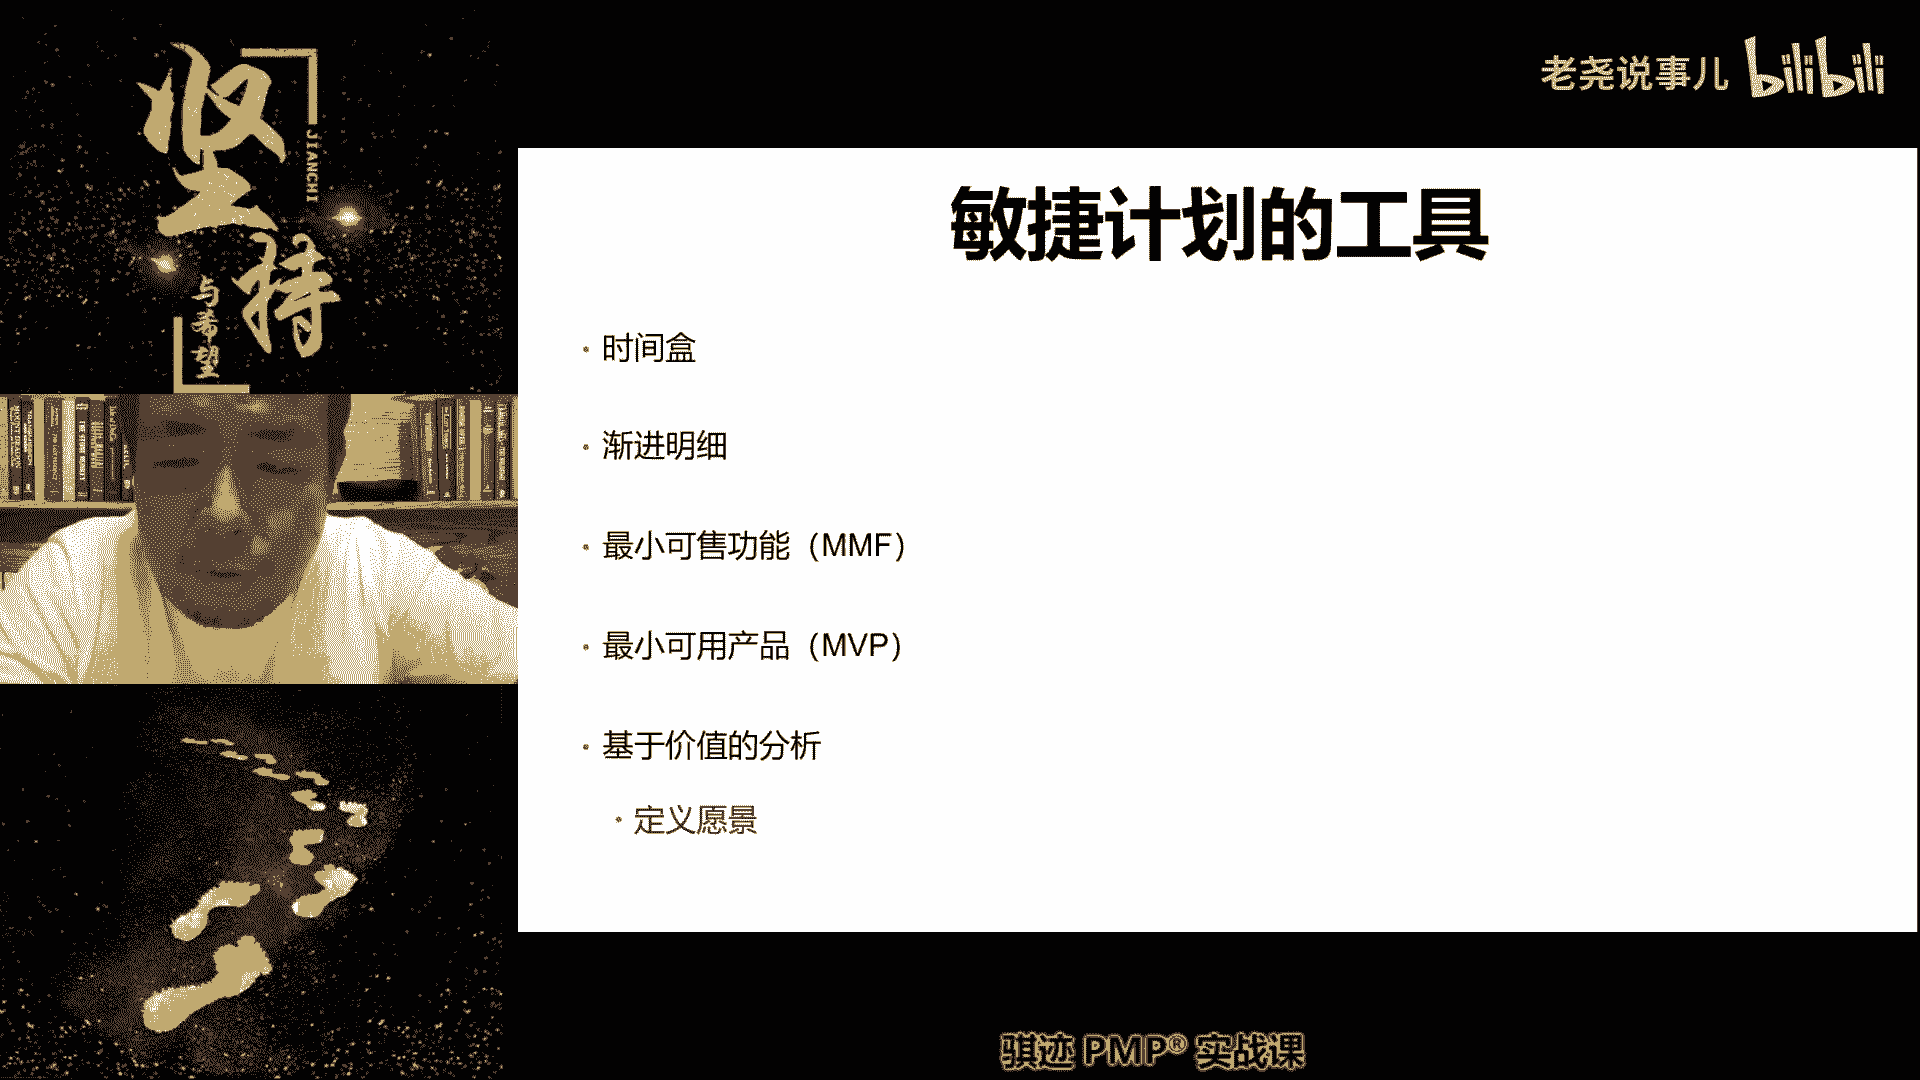 坚持
JIANCHI
与希望
老尧说事儿 bilibili
敏捷计划的工具
· 时间盒
· 渐进明细
· 最小可售功能（MMF）
· 最小可用产品（MVP）
· 基于价值的分析
· 定义愿景
骐迹 PMP® 实战课